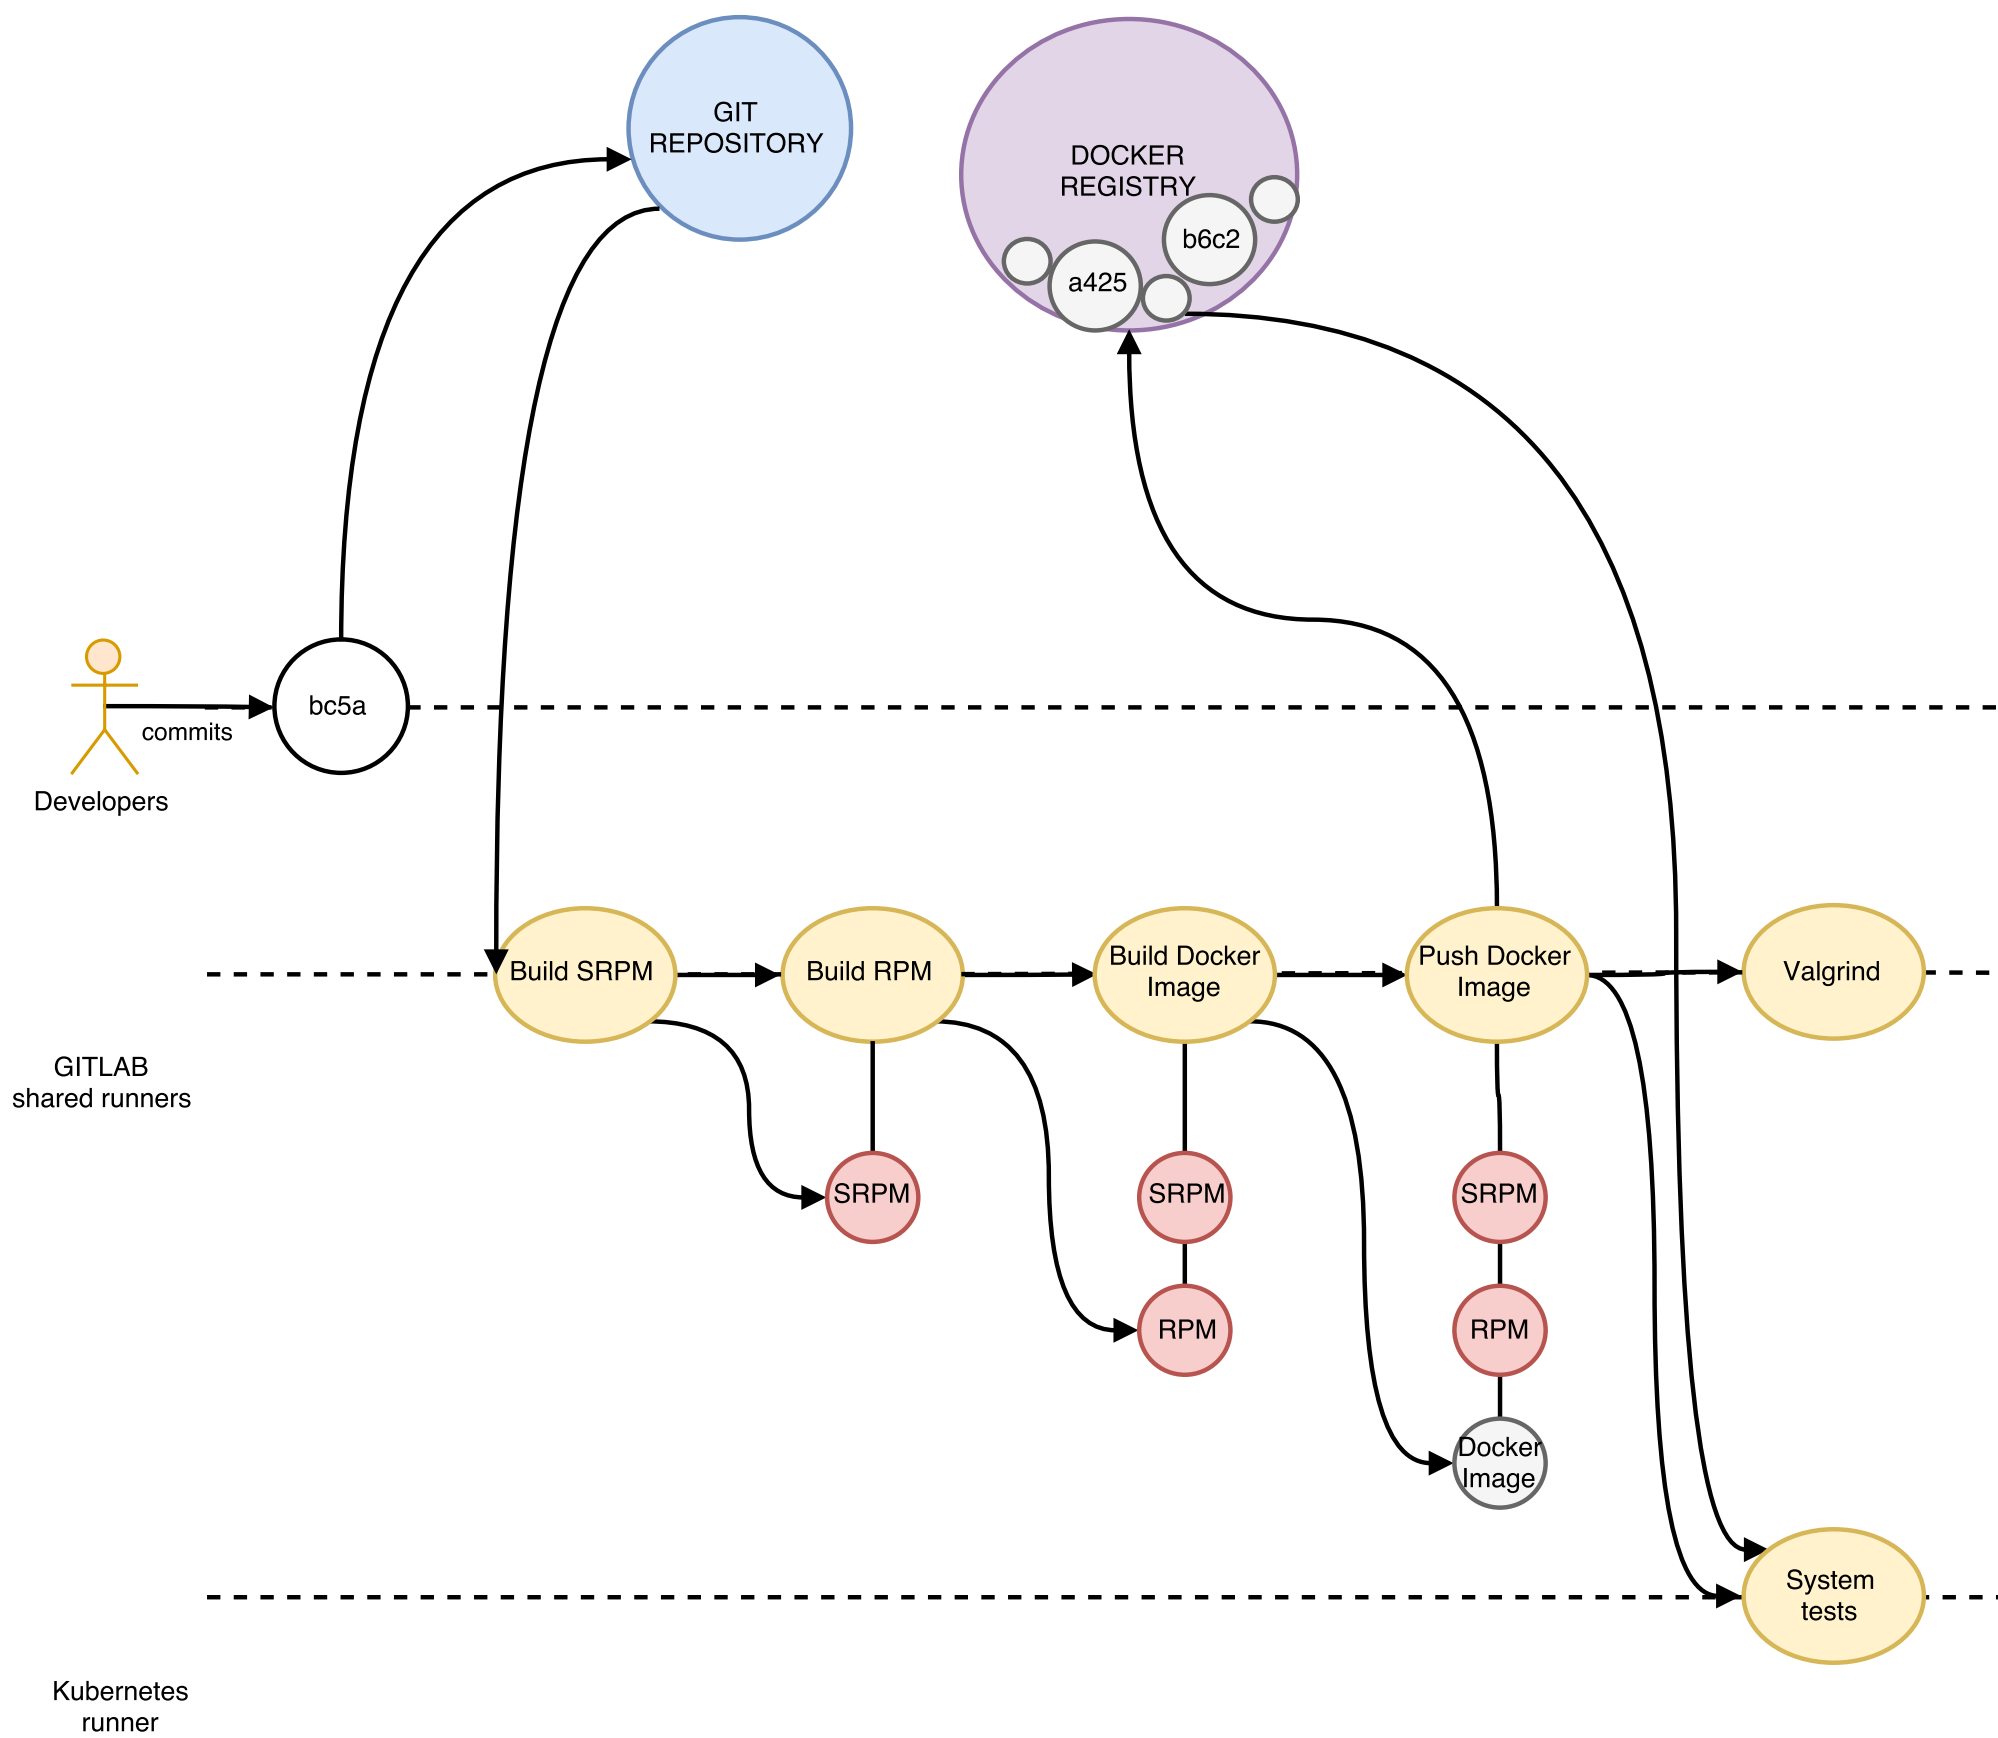 GIT
REPOSITORY
DOCKER
REGISTRY
b6c2
a425
bc5a
commits
Developers
Build SRPM
Build RPM
Build Docker
Image
Push Docker
Image
Valgrind
GITLAB
shared runners
SRPM
SRPM
SRPM
RPM
RPM
Docker
Image
System
tests
Kubernetes
runner